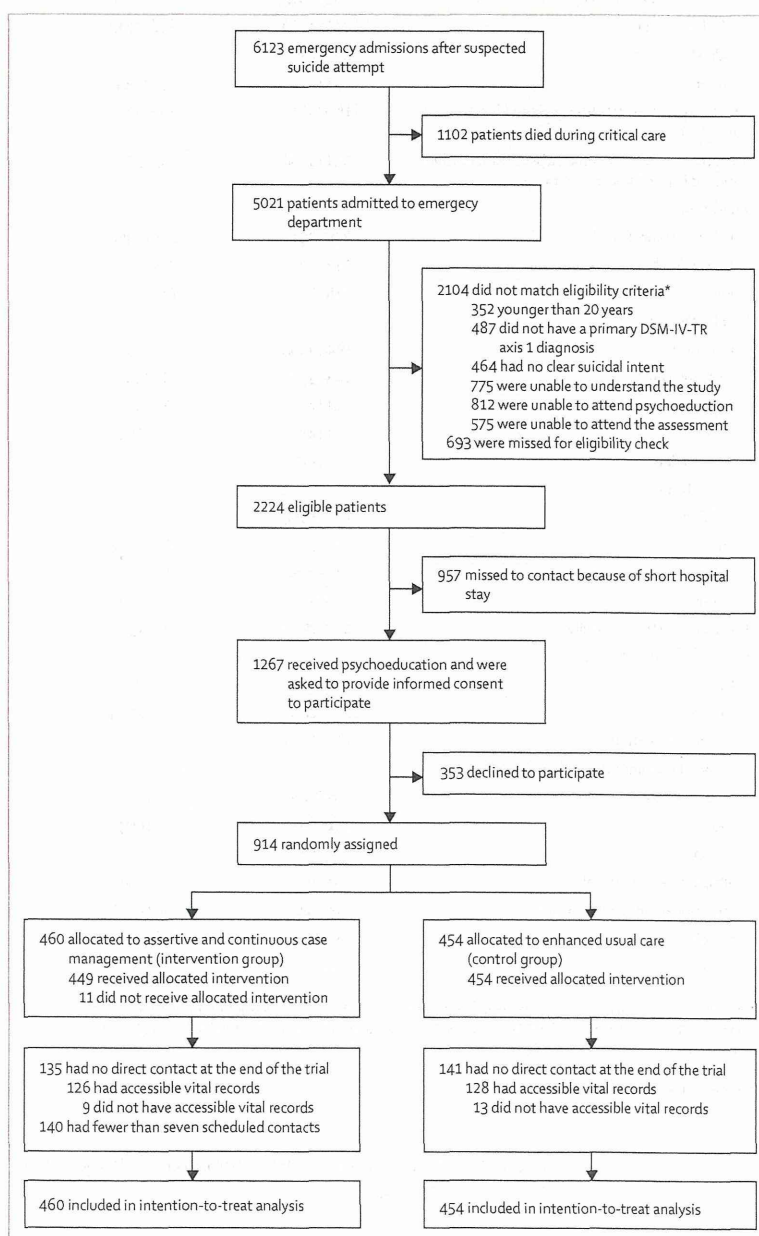 6123 emergency admissions after suspected
suicide attempt
1102 patients died during critical care
5021 patients admitted to emergecy
department
2104 did not match eligibility criteria*
352 younger than 20 years
487 did not have a primary DSM-IV-TR
axis 1 diagnosis
464 had no clear suicidal intent
775 were unable to understand the study
812 were unable to attend psychoeduction
575 were unable to attend the assessment
693 were missed for eligibility check
2224 eligible patients
957 missed to contact because of short hospital
stay
1267 received psychoeducation and were
asked to provide informed consent
to participate
353 declined to participate
914 randomly assigned
460 allocated to assertive and continuous case
management (intervention group)
449 received allocated intervention
11 did not receive allocated intervention
454 allocated to enhanced usual care
(control group)
454 received allocated intervention
135 had no direct contact at the end of the trial
126 had accessible vital records
9 did not have accessible vital records
140 had fewer than seven scheduled contacts
141 had no direct contact at the end of the trial
128 had accessible vital records
13 did not have accessible vital records
460 included in intention-to-treat analysis
454 included in intention-to-treat analysis